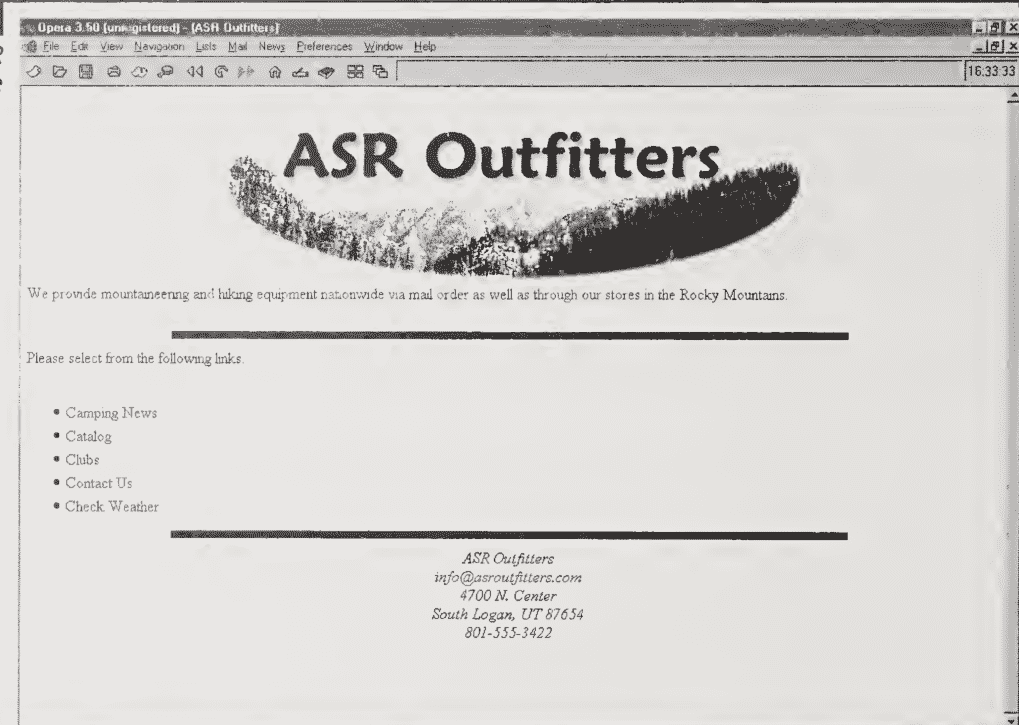 Opera 3.50 [unregistered] - [ASR Outfitters]
File Edit View Navigation Lists Mail News Preferences Window Help
16:33:33
ASR Outfitters
We provide mountaineering and hiking equipment nationwide via mail order as well as through our stores in the Rocky Mountains.
Please select from the following links.
• Camping News
• Catalog
• Clubs
• Contact Us
• Check Weather
ASR Outfitters
info@asroutfitters.com
4700 N. Center
South Logan, UT 87654
801-555-3422